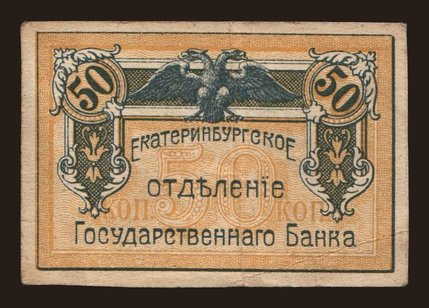 50 50
Екатеринбургское
отдѣленіе
50
КОП. КОП.
Государственнаго Банка